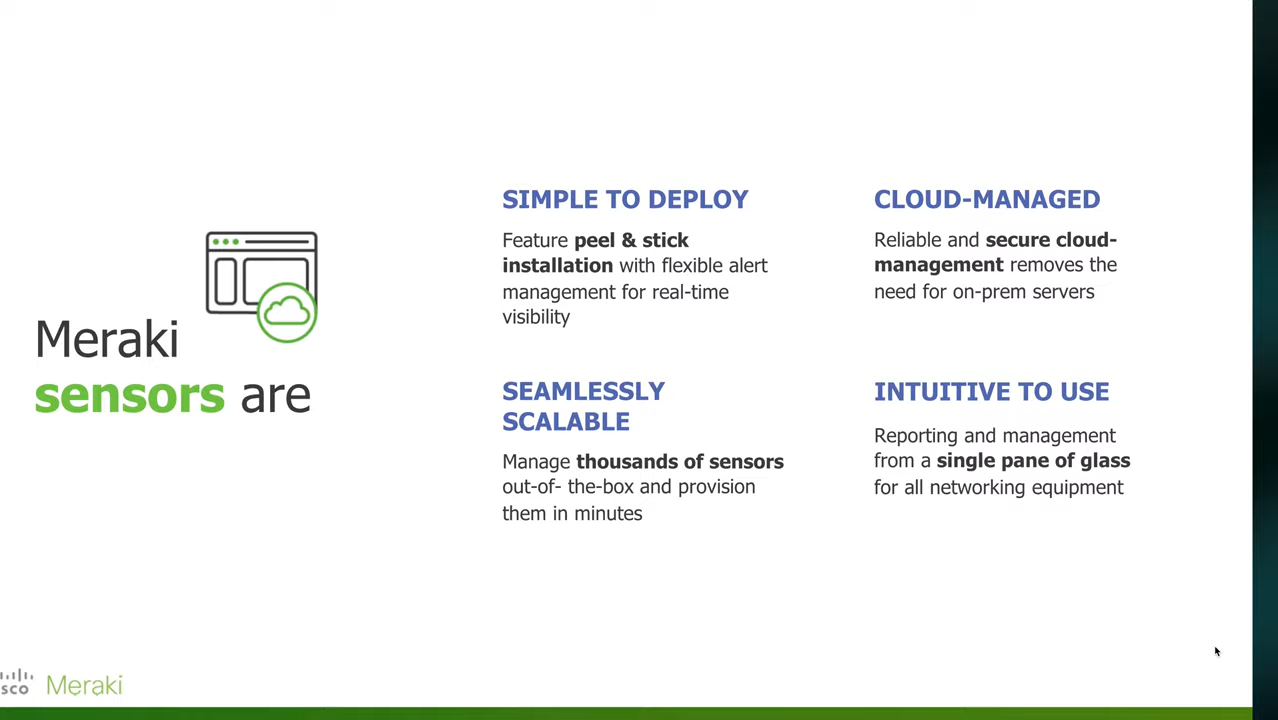 Meraki
sensors are
SIMPLE TO DEPLOY
Feature peel & stick
installation with flexible alert
management for real-time
visibility
CLOUD-MANAGED
Reliable and secure cloud-
management removes the
need for on-prem servers
SEAMLESSLY
SCALABLE
Manage thousands of sensors
out-of- the-box and provision
them in minutes
INTUITIVE TO USE
Reporting and management
from a single pane of glass
for all networking equipment
sco Meraki